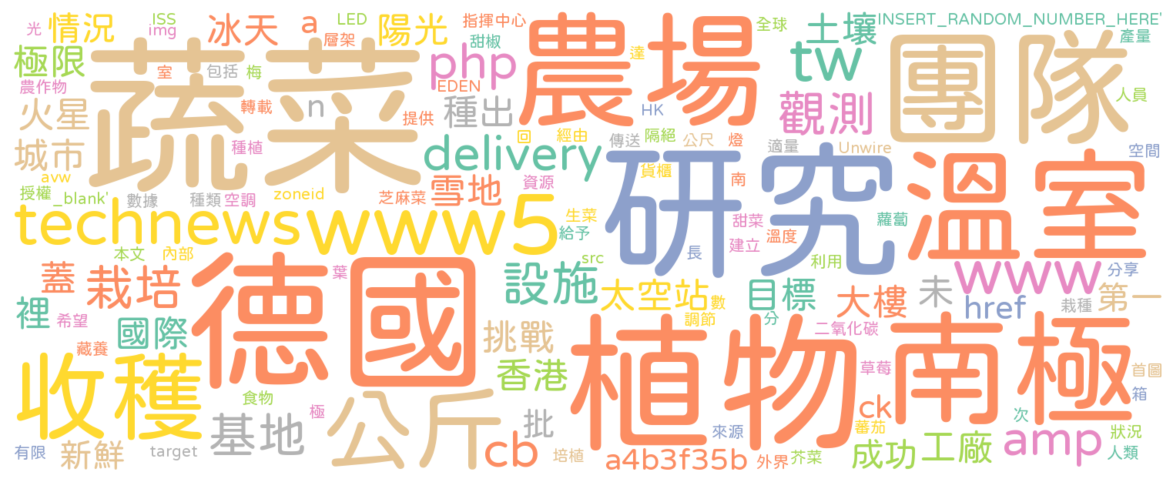 光 情況 ISS img 冰天 a LED 層架 陽光 指揮中心 甜椒 農場 全球 土壤 INSERT_RANDOM_NUMBER_HERE'
極限 農作物 蔬菜 室 包括 梅 php EDEN 達 tw 團隊 產量
火星 轉載 n 提供 種出 HK 觀測 人員
城市 avw 種植 delivery 回 經由 傳送 隔絕 公尺 燈 適量 Unwire 空間
授權 _blank' 數據 種類 空調 zoneid 芝麻菜 雪地 資源 貨櫃 研究 南 溫室
technews www5 生菜 給予 甜菜 建立 溫度 蘿蔔
本文 內部 src 長 利用
蓋 栽培 德國 葉 設施 太空站 數 目標 大樓 未 www 分享
裡 希望 國際 調節 分 二氧化碳 href 栽種 第一
藏養 挑戰 植物 南極
收穫 食物 極 公斤 香港 草莓 首圖
基地 批 ck 箱
有限 新鮮 target cb 培植 a4b3f35b 來源 外界 芥菜 蕃茄 成功 工廠 amp 次 狀況 人類